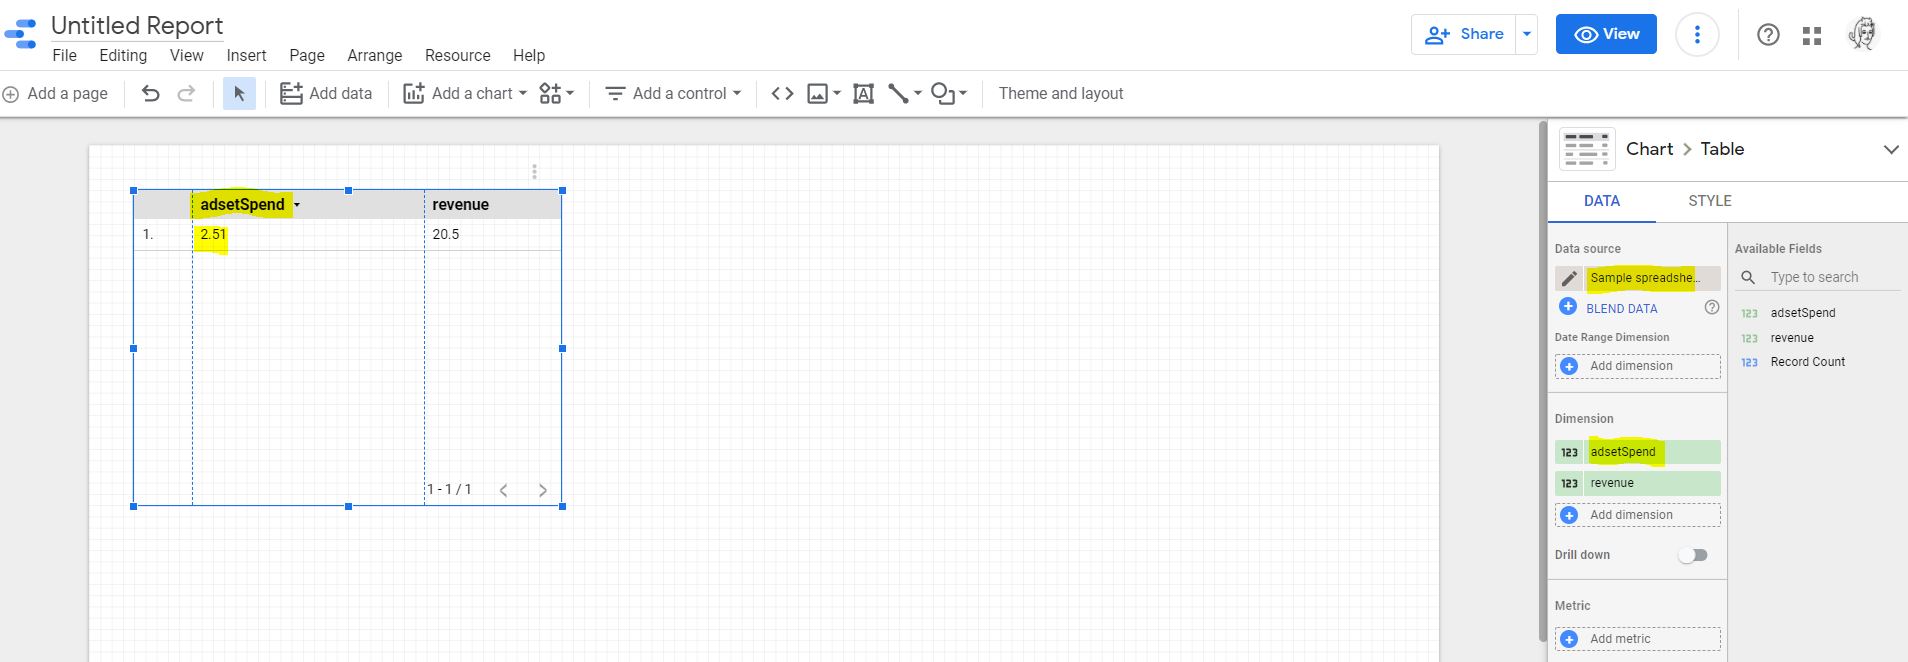 Untitled Report
File Editing View Insert Page Arrange Resource Help
Share View
Add a page Add data Add a chart Add a control Theme and layout
adsetSpend revenue
1. 2.51 20.5
1 - 1 / 1
Chart > Table
DATA STYLE
Data source
Sample spreadshe...
BLEND DATA
Date Range Dimension
Add dimension
Dimension
123 adsetSpend
123 revenue
Add dimension
Drill down
Metric
Add metric
Available Fields
Type to search
123 adsetSpend
123 revenue
123 Record Count